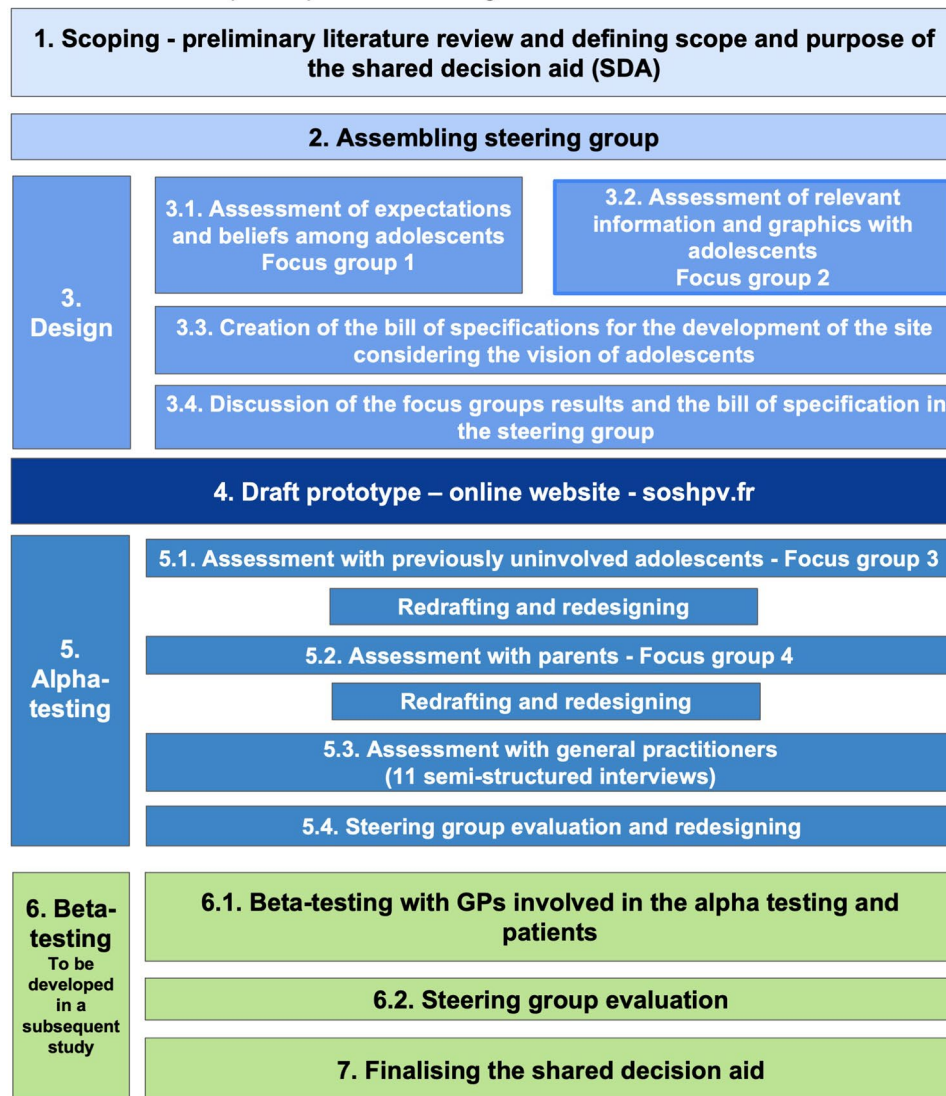 1. Scoping - preliminary literature review and defining scope and purpose of
the shared decision aid (SDA)
2. Assembling steering group
3.
Design
3.1. Assessment of expectations
and beliefs among adolescents
Focus group 1
3.2. Assessment of relevant
information and graphics with
adolescents
Focus group 2
3.3. Creation of the bill of specifications for the development of the site
considering the vision of adolescents
3.4. Discussion of the focus groups results and the bill of specification in
the steering group
4. Draft prototype – online website - soshpv.fr
5.
Alpha-
testing
5.1. Assessment with previously uninvolved adolescents - Focus group 3
Redrafting and redesigning
5.2. Assessment with parents - Focus group 4
Redrafting and redesigning
5.3. Assessment with general practitioners
(11 semi-structured interviews)
5.4. Steering group evaluation and redesigning
6. Beta-
testing
To be
developed
in a
subsequent
study
6.1. Beta-testing with GPs involved in the alpha testing and
patients
6.2. Steering group evaluation
7. Finalising the shared decision aid